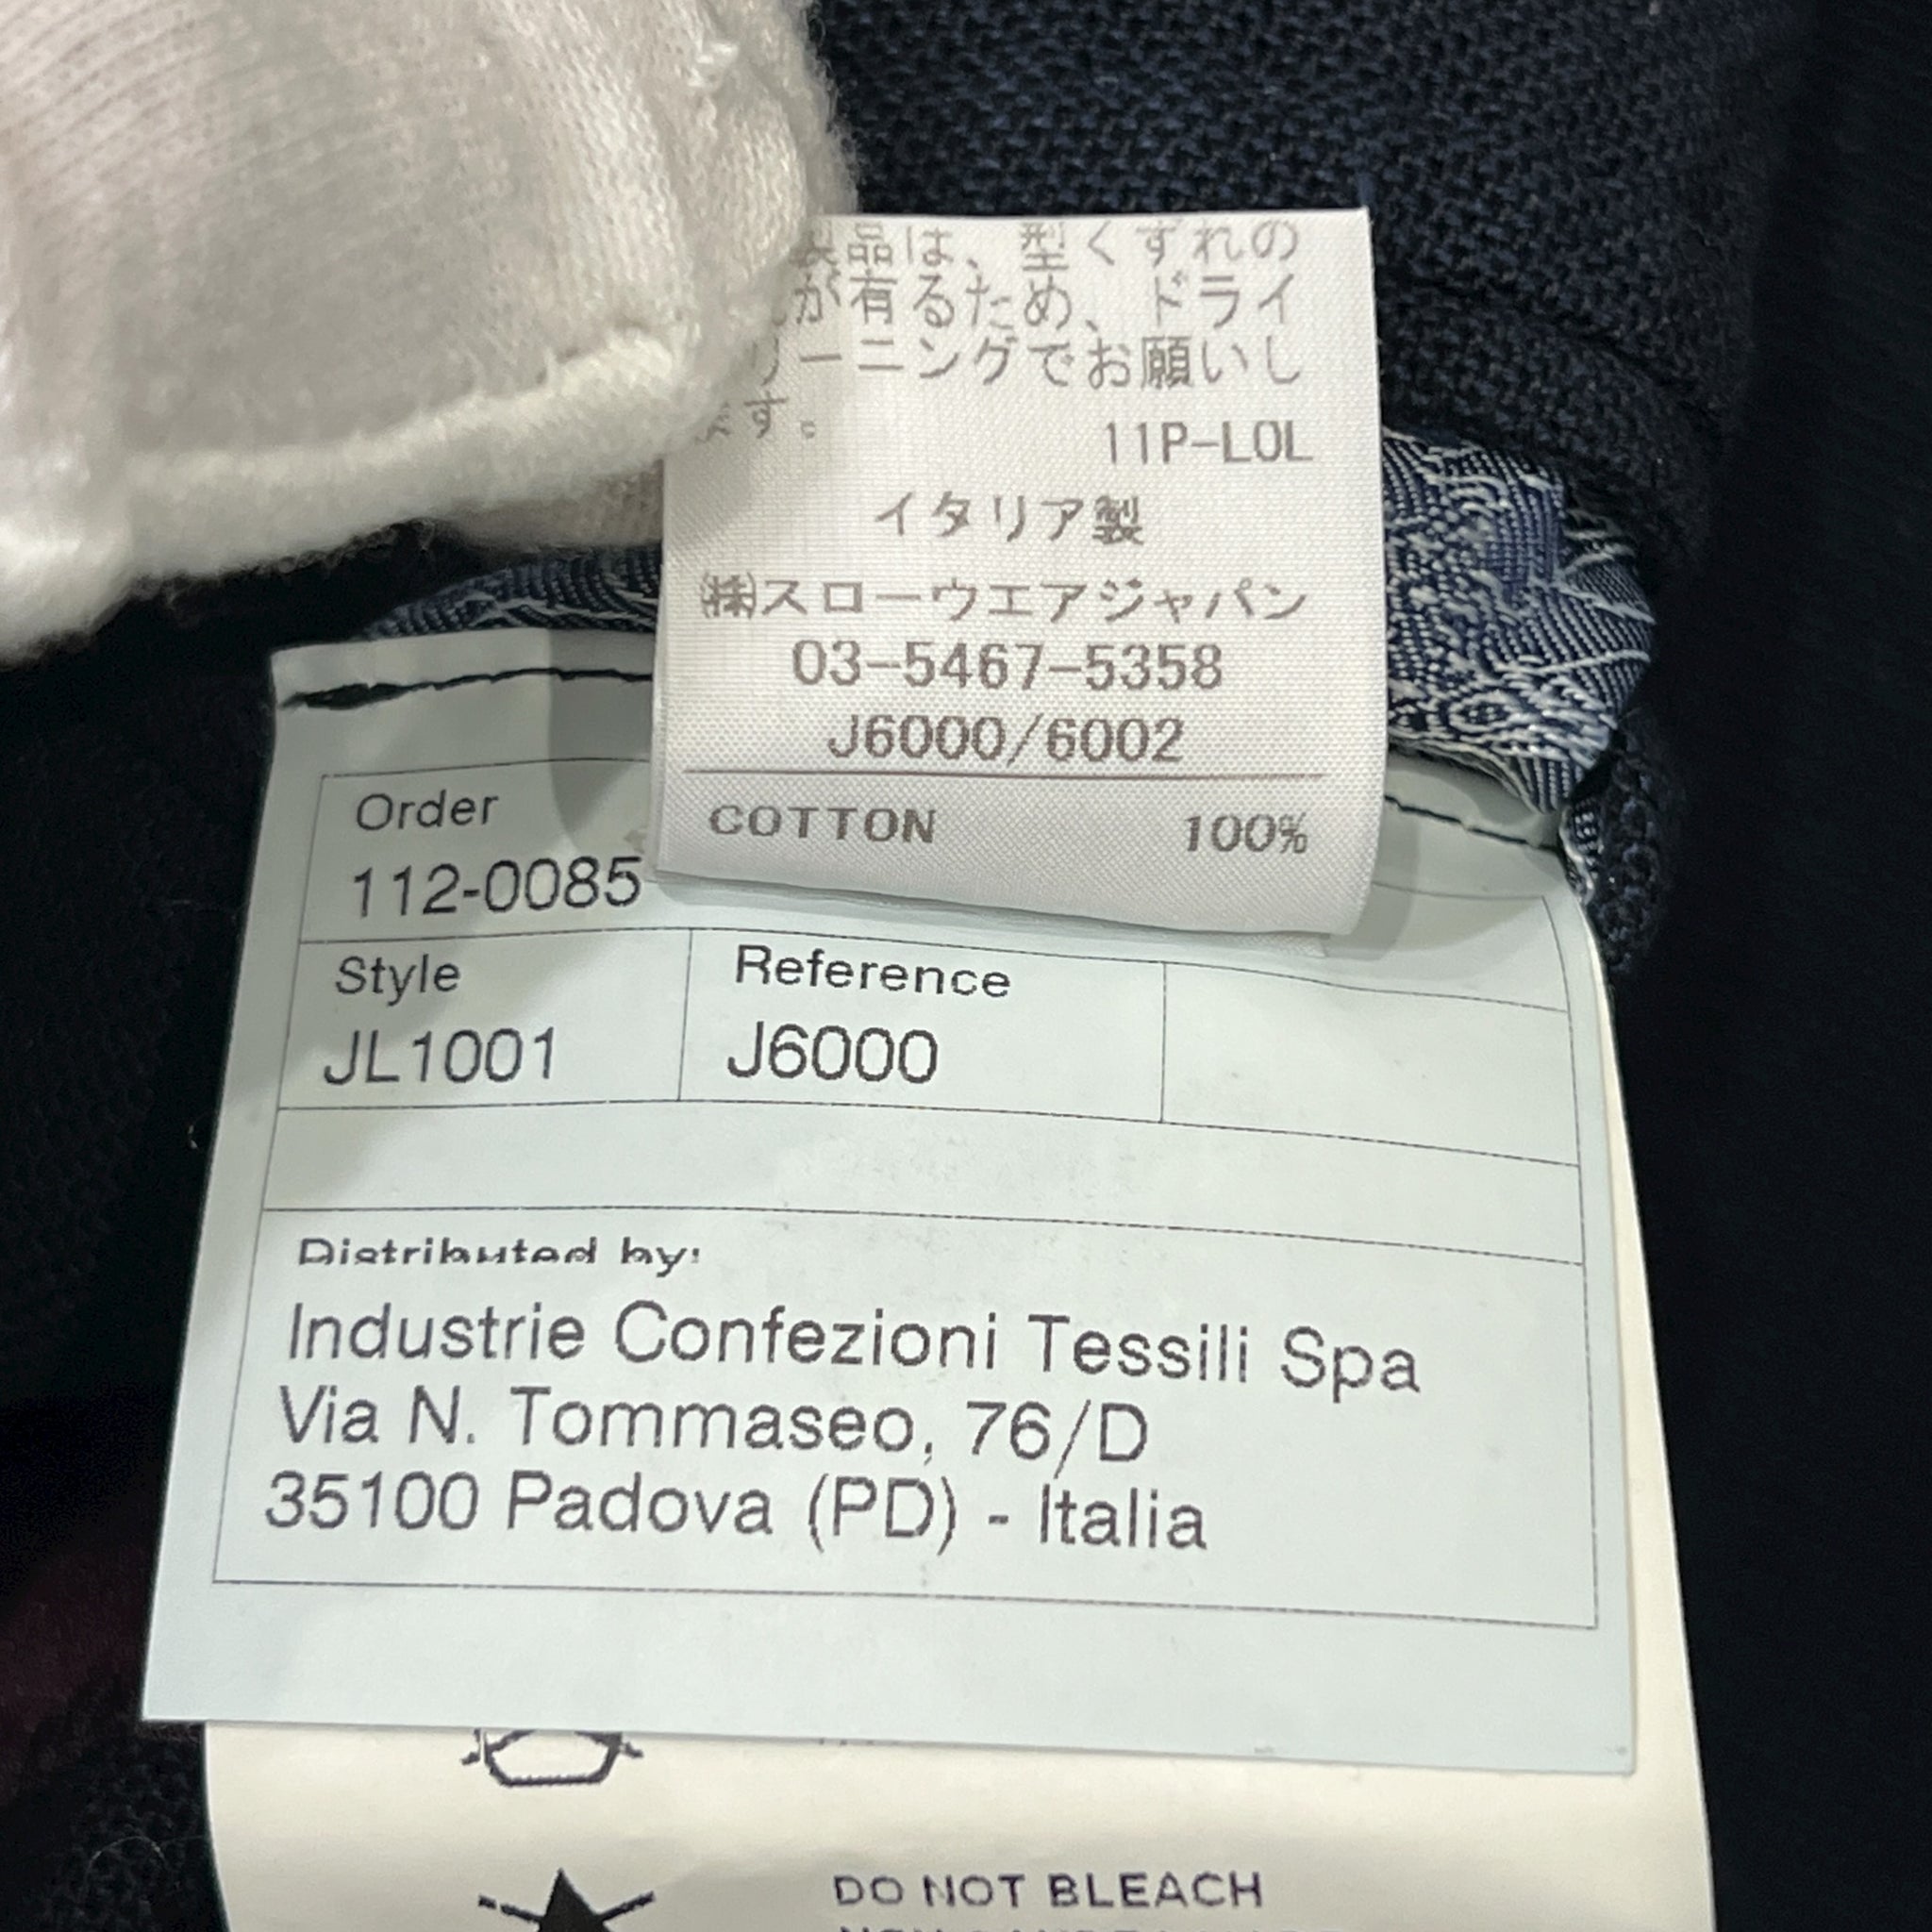 製品は、型くずれの
が有るため、ドライ
リーニングでお願いし
ます。
11P-LOL
イタリア製
㈱スローウエアジャパン
03-5467-5358
J6000/6002
COTTON 100%
Order
112-0085
Style Reference
JL1001 J6000
Distributed by:
Industrie Confezioni Tessili Spa
Via N. Tommaseo, 76/D
35100 Padova (PD) - Italia
DO NOT BLEACH